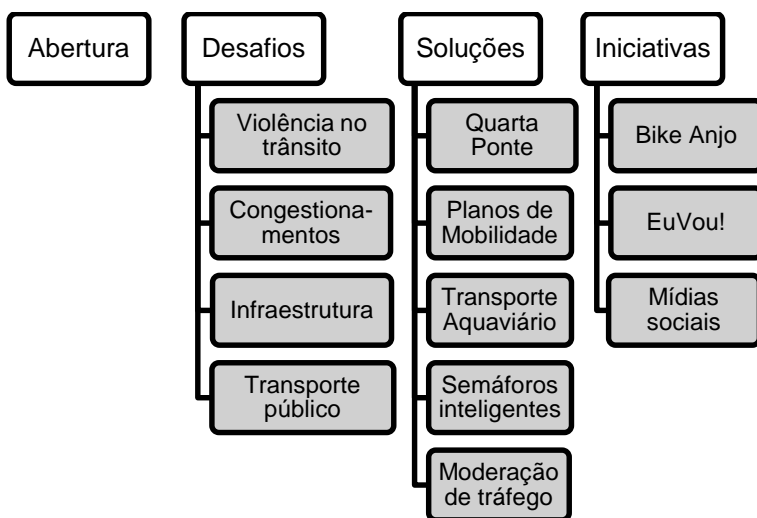 Abertura
Desafios
Violência no
trânsito
Congestiona-
mentos
Infraestrutura
Transporte
público
Soluções
Quarta
Ponte
Planos de
Mobilidade
Transporte
Aquaviário
Semáforos
inteligentes
Moderação
de tráfego
Iniciativas
Bike Anjo
EuVou!
Mídias
sociais